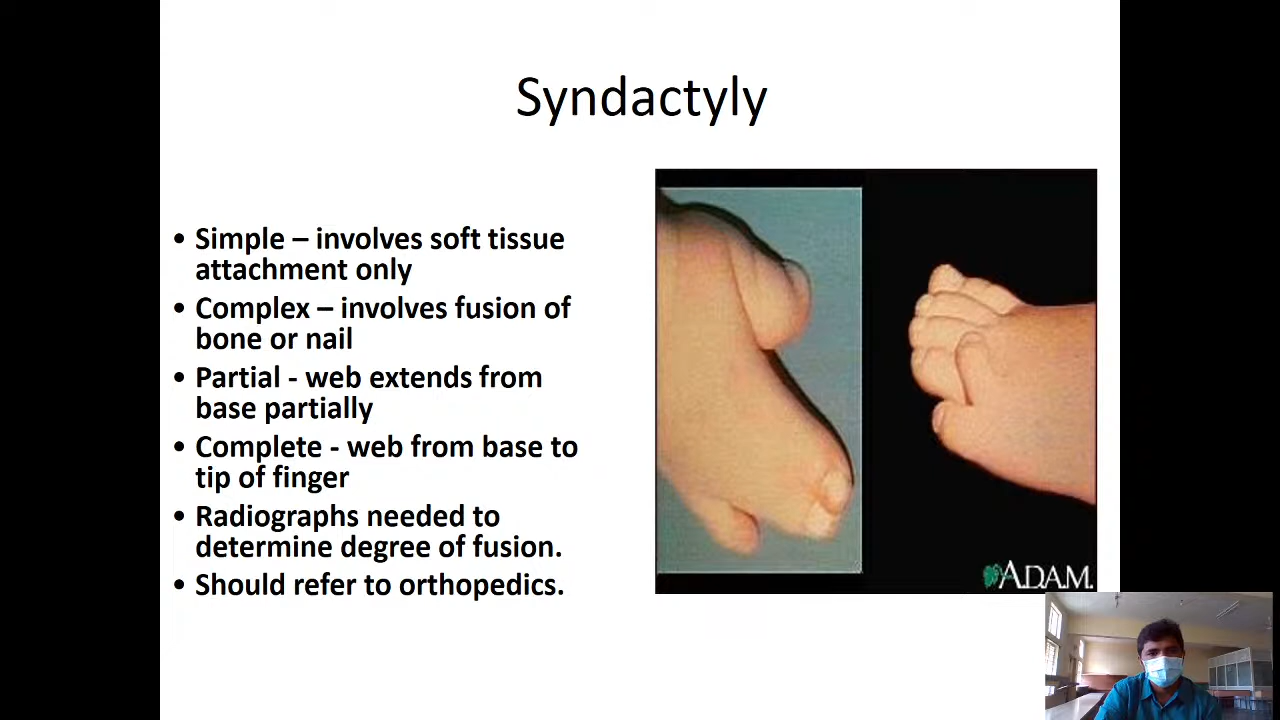 Syndactyly
• Simple – involves soft tissue
attachment only
• Complex – involves fusion of
bone or nail
• Partial - web extends from
base partially
• Complete - web from base to
tip of finger
• Radiographs needed to
determine degree of fusion.
• Should refer to orthopedics.
A.D.A.M.